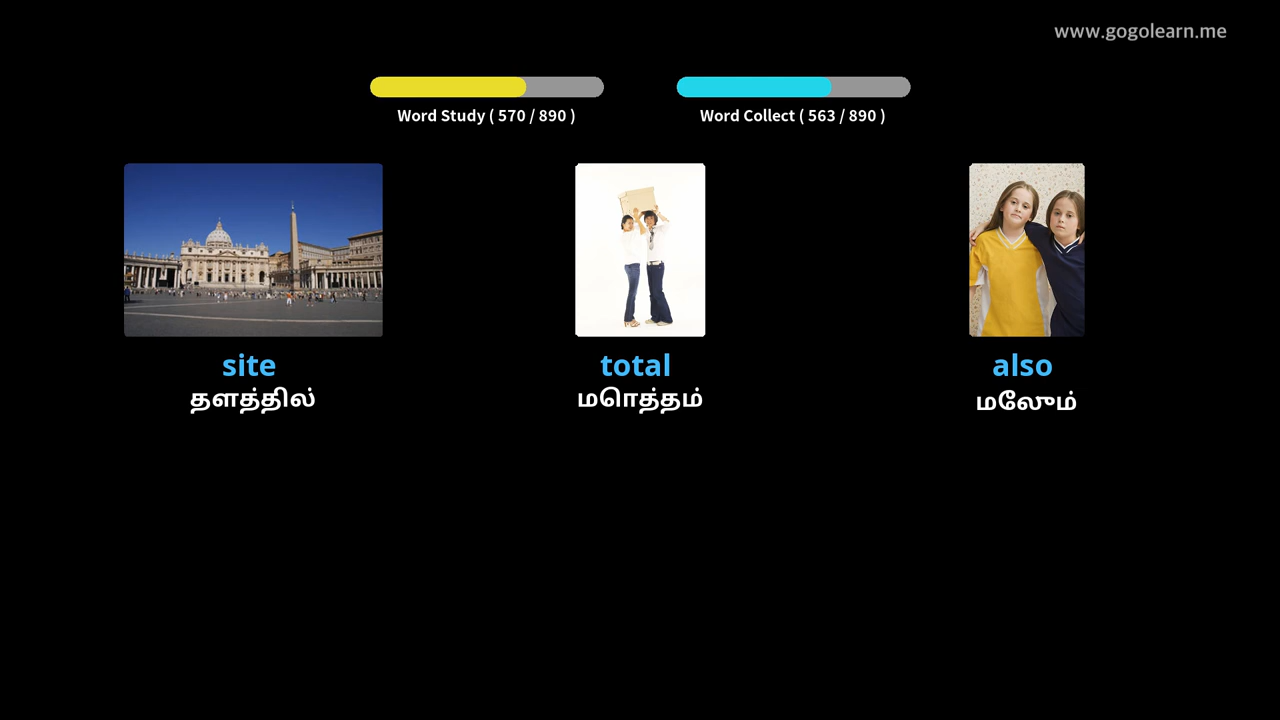 www.gogolearn.me
Word Study ( 570 / 890 )
Word Collect ( 563 / 890 )
site
total
also
தளத்தில்
மொத்தம்
மேலும்